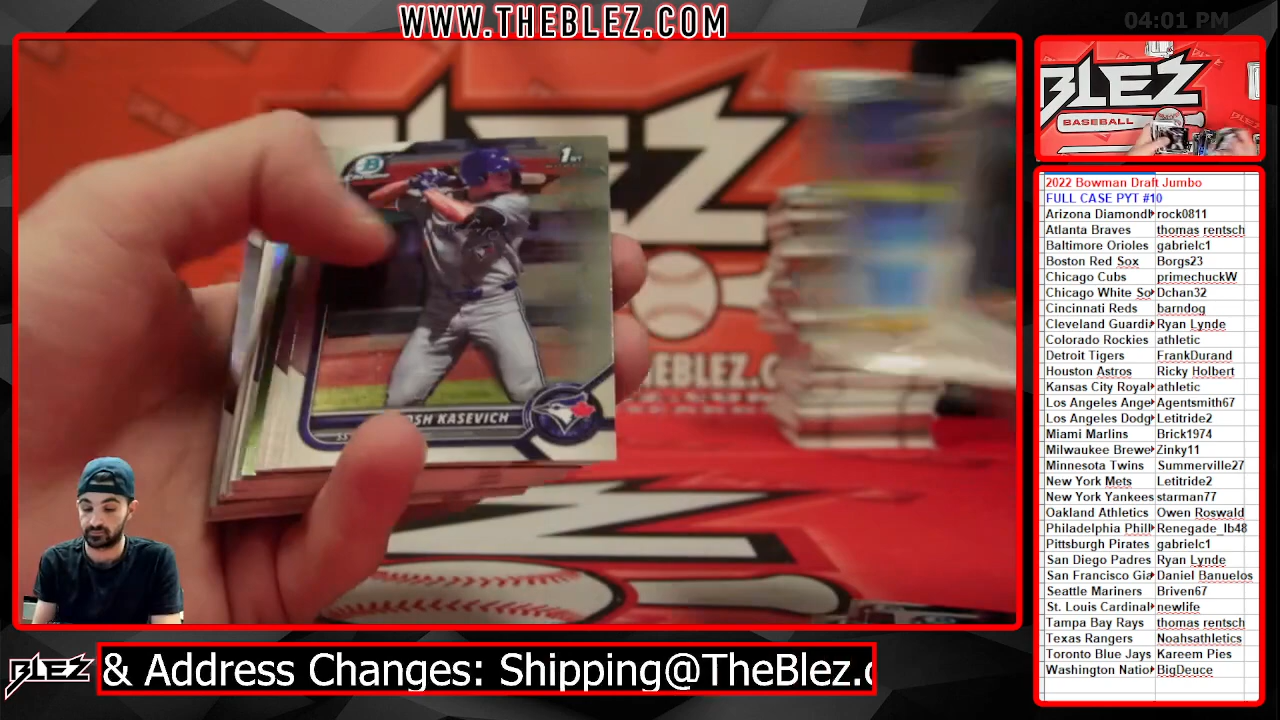 WWW.THEBLEZ.COM
04:01 PM
BLEZ
BASEBALL
1ST
OSH KASEVICH
THEBLEZ.C
2022 Bowman Draft Jumbo
FULL CASE PYT #10
Arizona Diamondb rock0811
Atlanta Braves thomas rentsch
Baltimore Orioles gabrielc1
Boston Red Sox Borgs23
Chicago Cubs primechuckW
Chicago White So Dchan32
Cincinnati Reds barndog
Cleveland Guardi Ryan Lynde
Colorado Rockies athletic
Detroit Tigers FrankDurand
Houston Astros Ricky Holbert
Kansas City Royal athletic
Los Angeles Ange Agentsmith67
Los Angeles Dodg Letitride2
Miami Marlins Brick1974
Milwaukee Brewe Zinky11
Minnesota Twins Summerville27
New York Mets Letitride2
New York Yankees starman77
Oakland Athletics Owen Roswald
Philadelphia Phill Renegade_lb48
Pittsburgh Pirates gabrielc1
San Diego Padres Ryan Lynde
San Francisco Gia Daniel Banuelos
Seattle Mariners Briven67
St. Louis Cardinal newlife
Tampa Bay Rays thomas rentsch
Texas Rangers Noahsathletics
Toronto Blue Jays Kareem Pies
Washington Natio BigDeuce
BLEZ
& Address Changes: Shipping@TheBlez.c